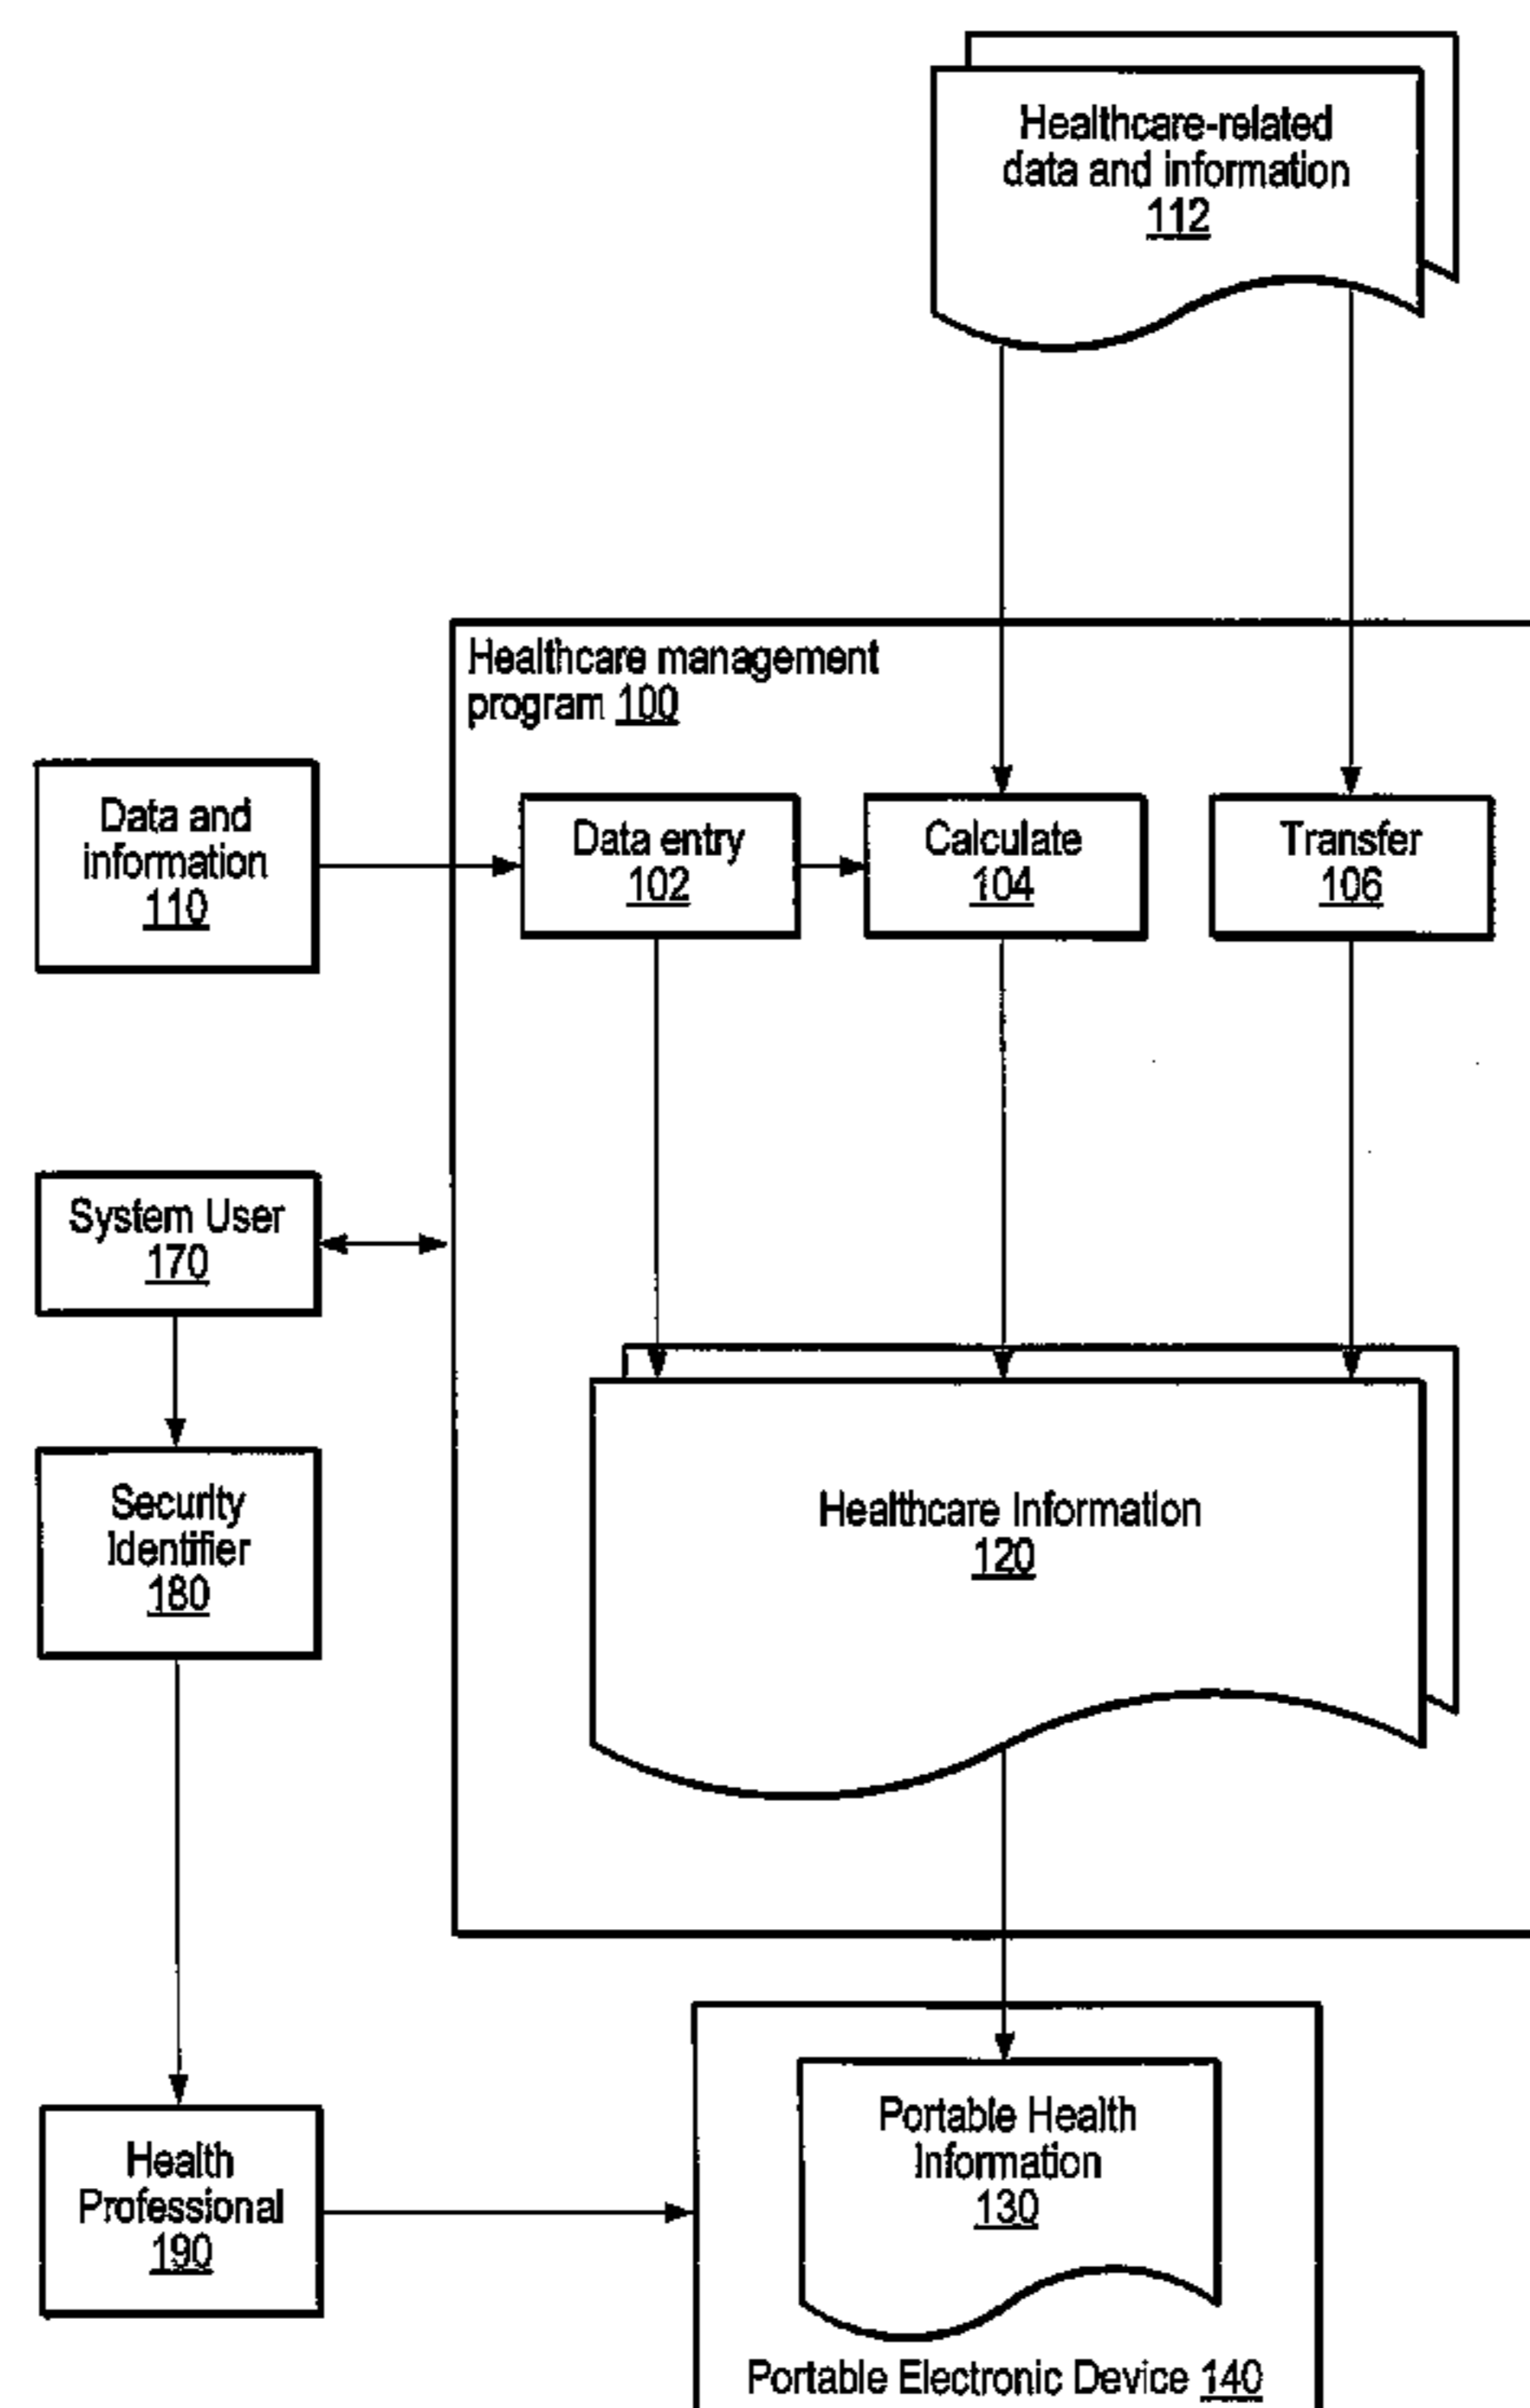 Healthcare-related
data and information
112
Healthcare management
program 100
Data and
information
110
Data entry
102
Calculate
104
Transfer
106
System User
170
Security
Identifier
180
Healthcare Information
120
Health
Professional
190
Portable Health
Information
130
Portable Electronic Device 140